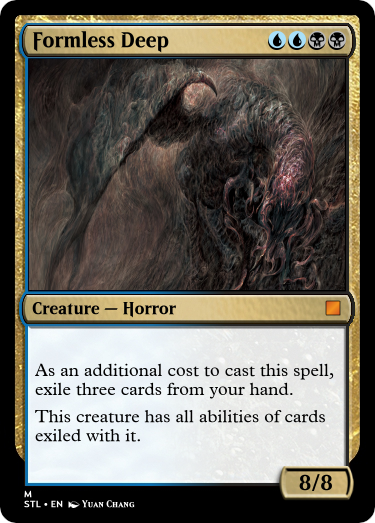 Formless Deep
Creature — Horror
As an additional cost to cast this spell,
exile three cards from your hand.
This creature has all abilities of cards
exiled with it.
8/8
M
STL • EN Yuan Chang